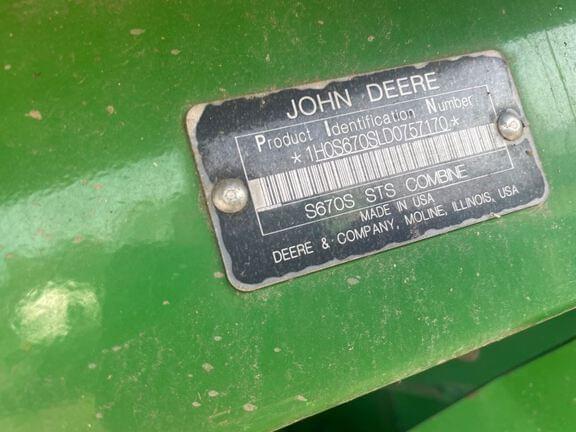 JOHN DEERE
Product Identification Number
*1H0S670SLD0757170*
S670S STS COMBINE
MADE IN USA
DEERE & COMPANY, MOLINE, ILLINOIS, USA